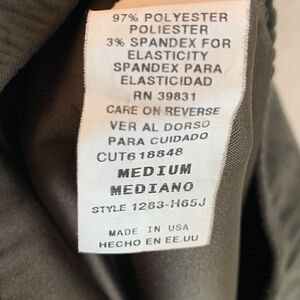 97% POLYESTER
POLIESTER
3% SPANDEX FOR
ELASTICITY
SPANDEX PARA
ELASTICIDAD
RN 39831
CARE ON REVERSE
VER AL DORSO
PARA CUIDADO
CUT618848
MEDIUM
MEDIANO
STYLE 1283-H65J
MADE IN USA
HECHO EN EE.UU